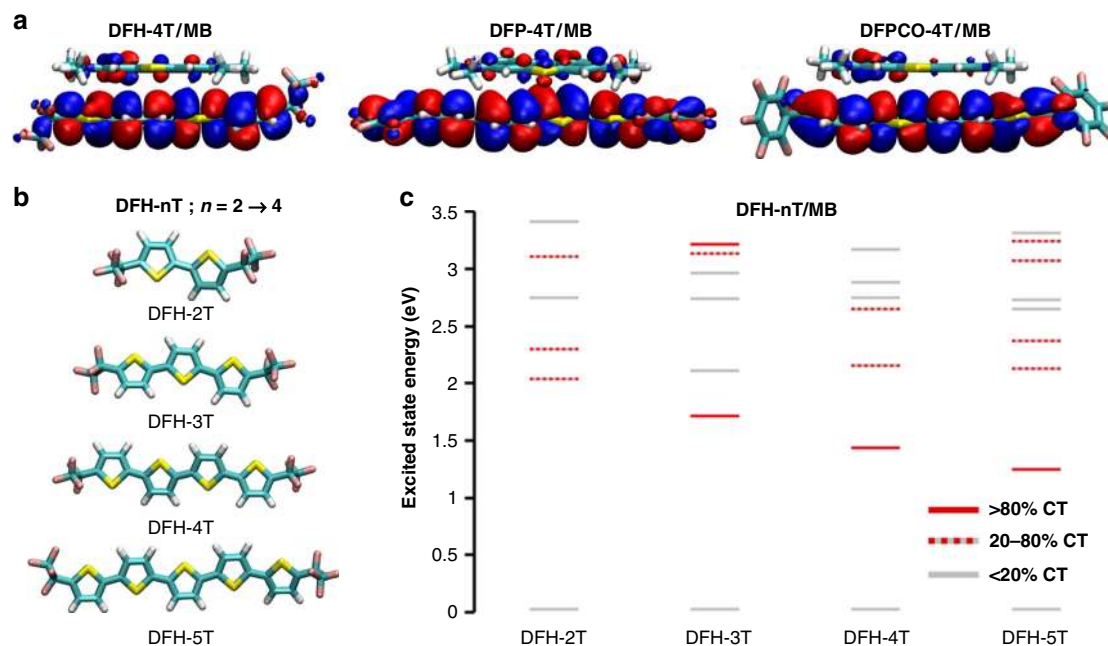 a
DFH-4T/MB
DFP-4T/MB
DFPCO-4T/MB
b
DFH-nT ; n = 2 → 4
DFH-2T
DFH-3T
DFH-4T
DFH-5T
c
DFH-nT/MB
Excited state energy (eV)
3.5
3
2.5
2
1.5
1
0.5
0
>80% CT
20–80% CT
<20% CT
DFH-2T
DFH-3T
DFH-4T
DFH-5T